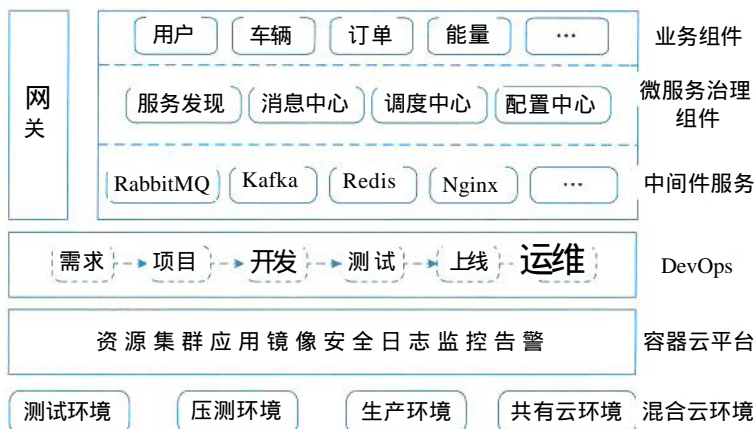 用户 车辆 订单 能量 … 业务组件
网关
服务发现 消息中心 调度中心 配置中心 微服务治理
组件
RabbitMQ Kafka Redis Nginx … 中间件服务
需求 项目 开发 测试 上线 运维 DevOps
资源集群应用镜像安全日志监控告警 容器云平台
测试环境 压测环境 生产环境 共有云环境 混合云环境